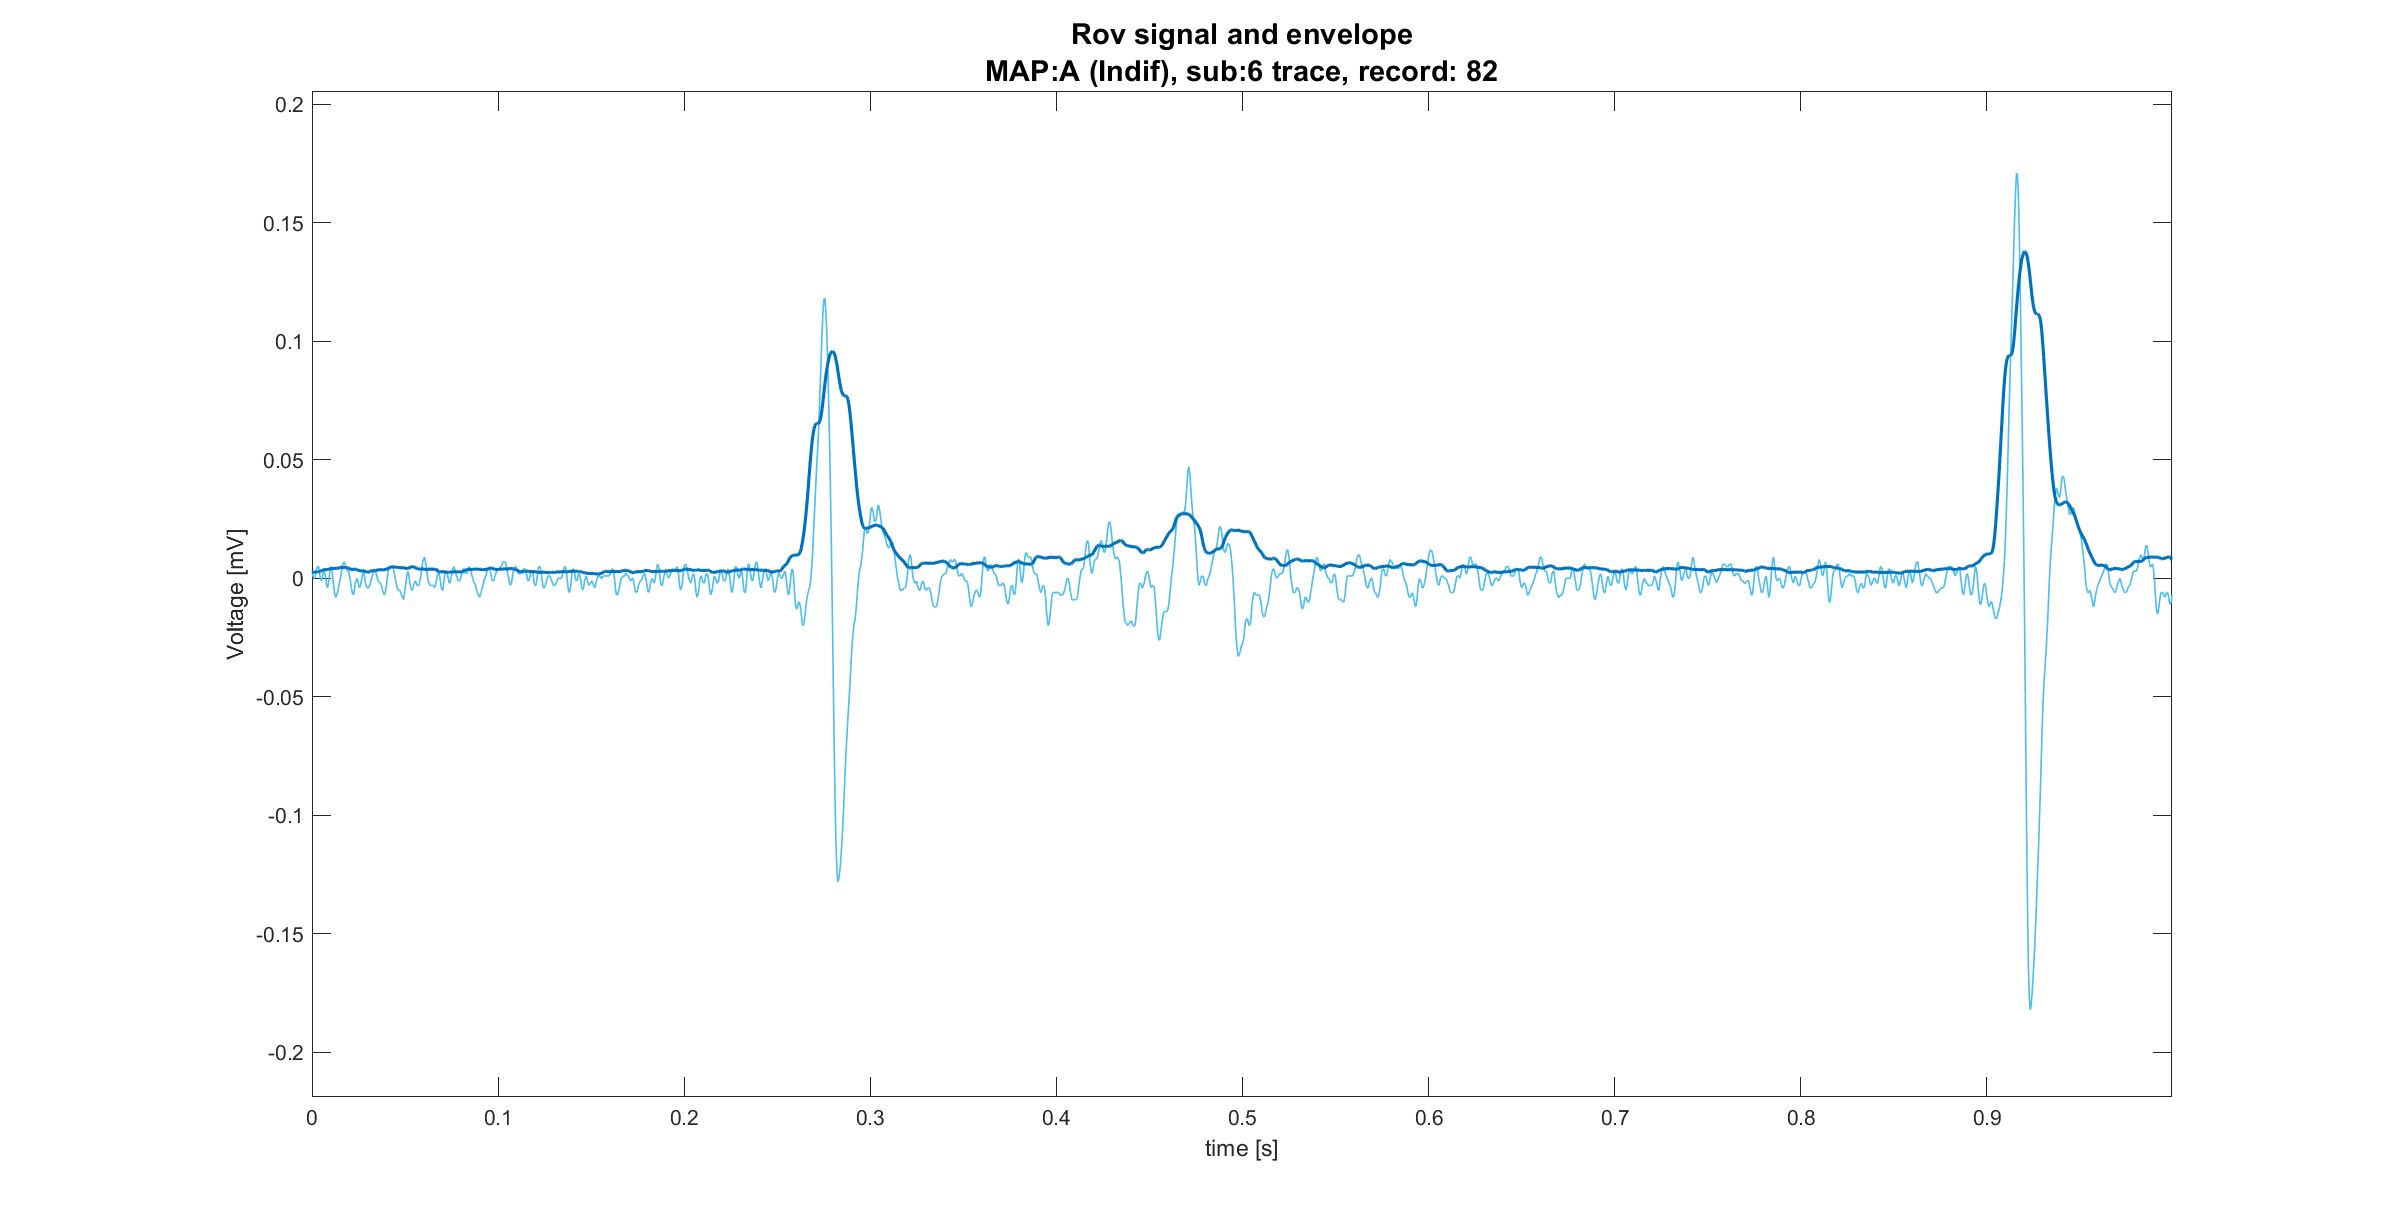 Rov signal and envelope
MAP:A (Indif), sub:6 trace, record: 82
0.2
0.15
0.1
0.05
0
-0.05
-0.1
-0.15
-0.2
Voltage [mV]
0 0.1 0.2 0.3 0.4 0.5 0.6 0.7 0.8 0.9
time [s]